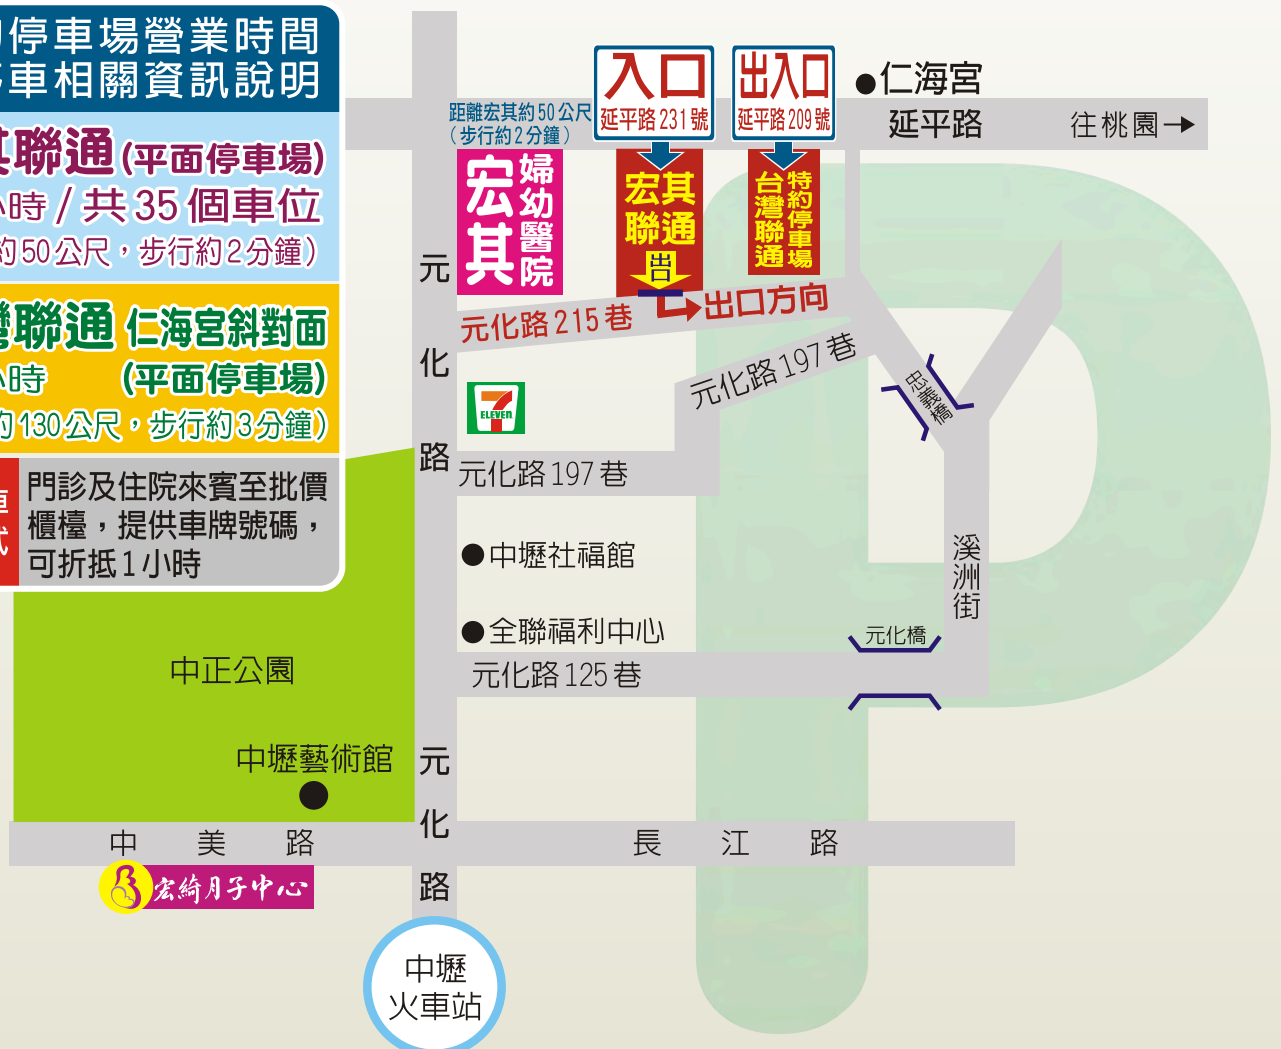 停車場營業時間
車相關資訊說明
聯通(平面停車場)
時/共35個車位
約50公尺，步行約2分鐘)
聯通 仁海宮斜對面
時 (平面停車場)
130公尺，步行約3分鐘)
門診及住院來賓至批價
櫃檯，提供車牌號碼，
可折抵1小時
距離宏其約50公尺
(步行約2分鐘)
入口
延平路231號
出入口
延平路209號
仁海宮
延平路
往桃園→
宏其
婦幼醫院
宏其
聯通
出口
台灣聯通
特約停車場
出口方向
元化路215巷
元化路197巷
忠義橋
7
ELEVEN
元化路
元化路197巷
中壢社福館
全聯福利中心
元化路125巷
元化橋
溪洲街
中正公園
中壢藝術館
元化路
中美路
長江路
宏綺月子中心
中壢
火車站